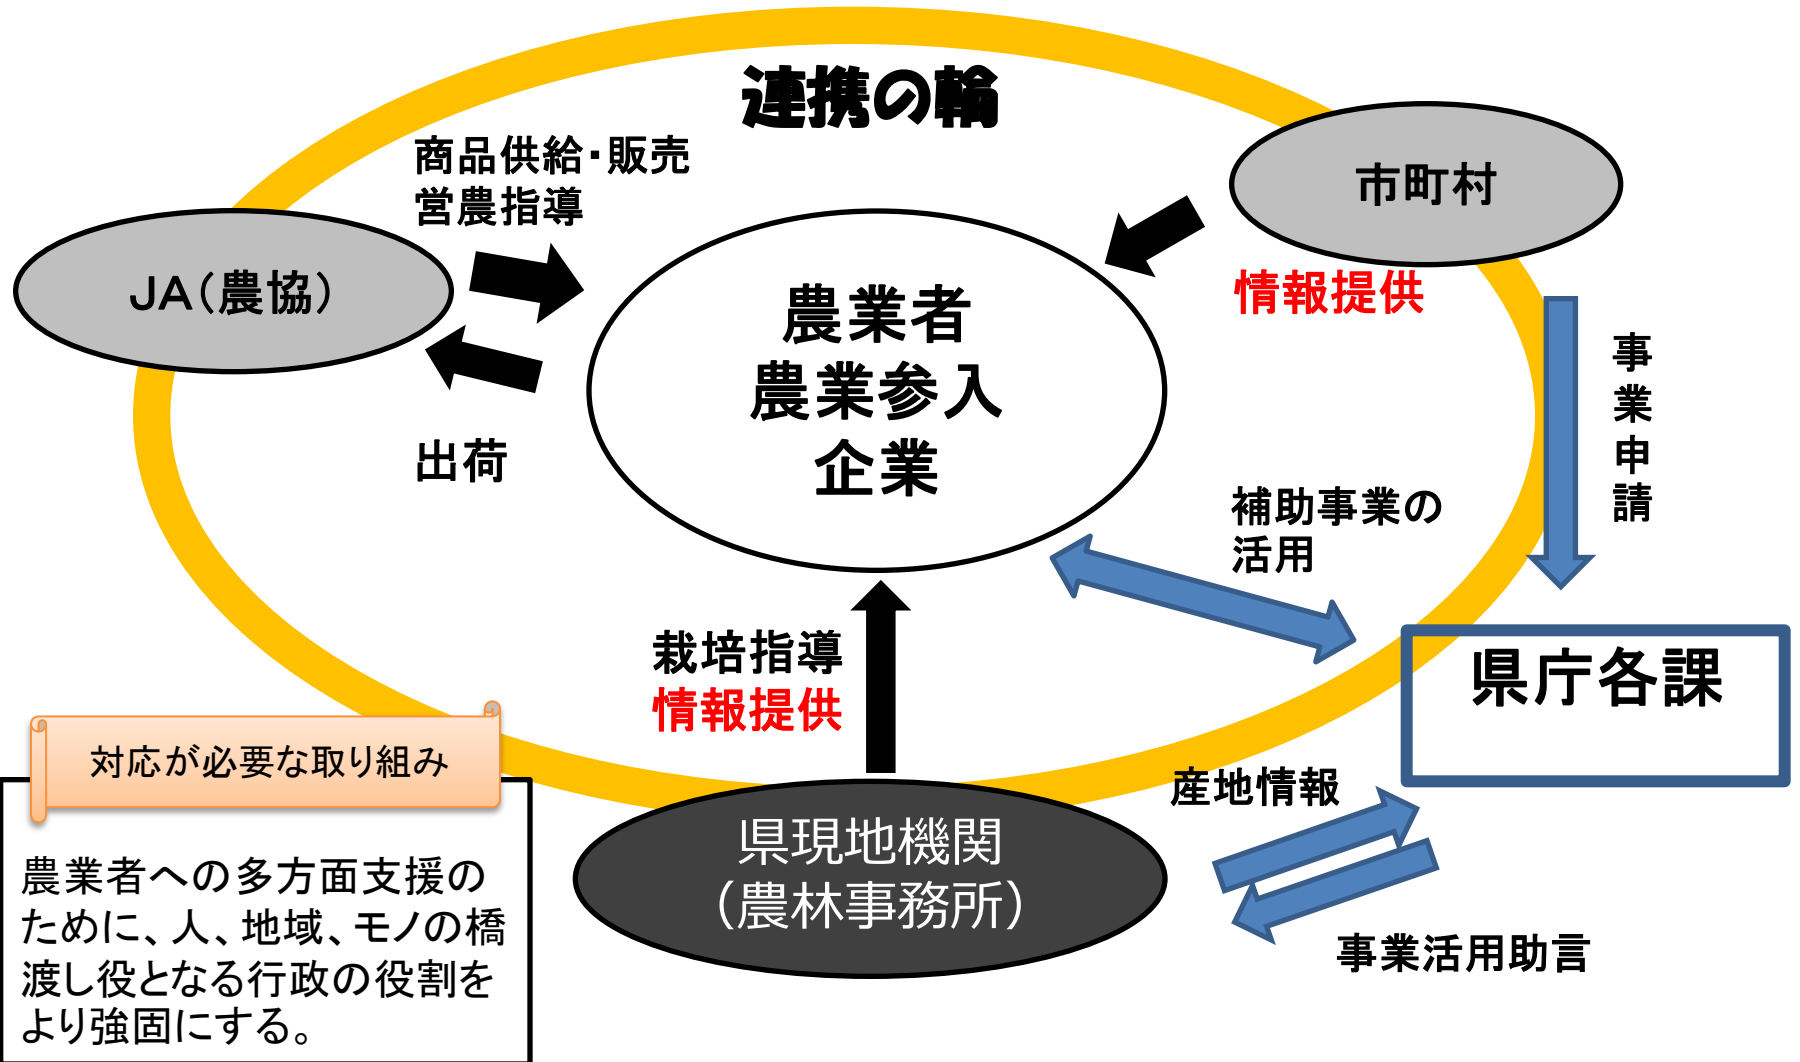 連携の輪
商品供給・販売
営農指導
市町村
JA（農協）
情報提供
農業者
農業参入
企業
事業申請
出荷
補助事業の
活用
栽培指導
情報提供
県庁各課
対応が必要な取り組み
産地情報
県現地機関
（農林事務所）
農業者への多方面支援の
ために、人、地域、モノの橋
渡し役となる行政の役割を
より強固にする。
事業活用助言